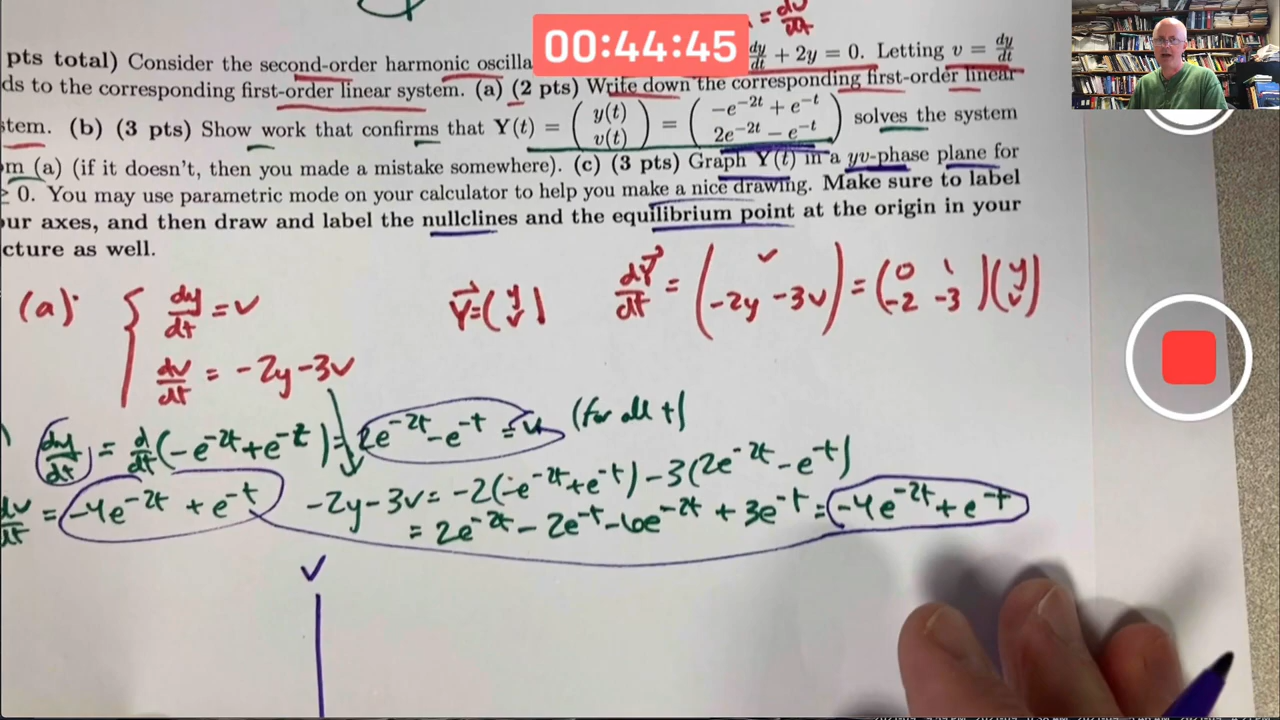 = dv/dt
00:44:45
pts total) Consider the second-order harmonic oscilla dy/dt + 2y = 0. Letting v = dy/dt
ds to the corresponding first-order linear system. (a) (2 pts) Write down the corresponding first-order linear
stem. (b) (3 pts) Show work that confirms that Y(t) = ( y(t) v(t) ) = ( −e^{−2t} + e^{−t} 2e^{−2t} − e^{−t} ) solves the system
om (a) (if it doesn't, then you made a mistake somewhere). (c) (3 pts) Graph Y(t) in a yv-phase plane for
≥ 0. You may use parametric mode on your calculator to help you make a nice drawing. Make sure to label
our axes, and then draw and label the nullclines and the equilibrium point at the origin in your
cture as well.
(a): { dy/dt = v Y⃗ = ( y v ) dY⃗/dt = ( v −2y −3v ) = ( 0 1 −2 −3 )( y v )
dv/dt = −2y−3v
) dy/dt = d/dt(−e^{−2t}+e^{−t}) = 2e^{−2t} − e^{−t} = v (for all t)
dv/dt = −4e^{−2t} + e^{−t} −2y−3v = −2(−e^{−2t}+e^{−t}) −3(2e^{−2t} − e^{−t})
= 2e^{−2t} − 2e^{−t} −6e^{−2t} + 3e^{−t} = −4e^{−2t} + e^{−t}
v